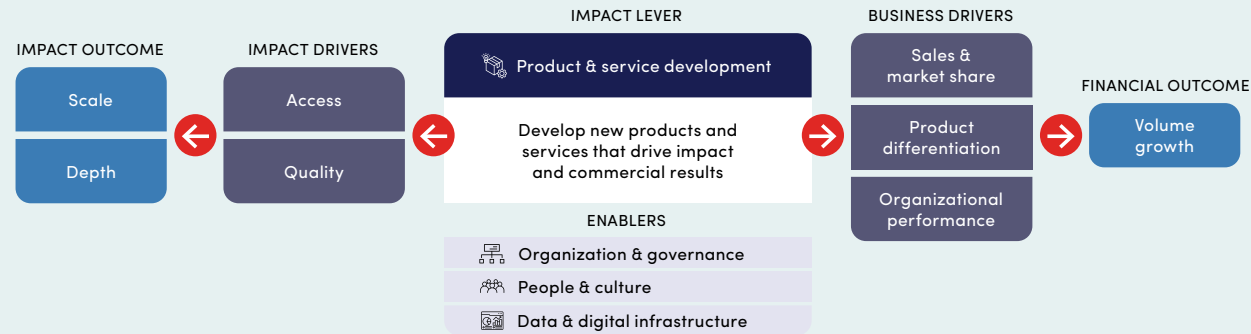 IMPACT OUTCOME
Scale
Depth
IMPACT DRIVERS
Access
Quality
IMPACT LEVER
Product & service development
Develop new products and
services that drive impact
and commercial results
ENABLERS
Organization & governance
People & culture
Data & digital infrastructure
BUSINESS DRIVERS
Sales &
market share
Product
differentiation
Organizational
performance
FINANCIAL OUTCOME
Volume
growth